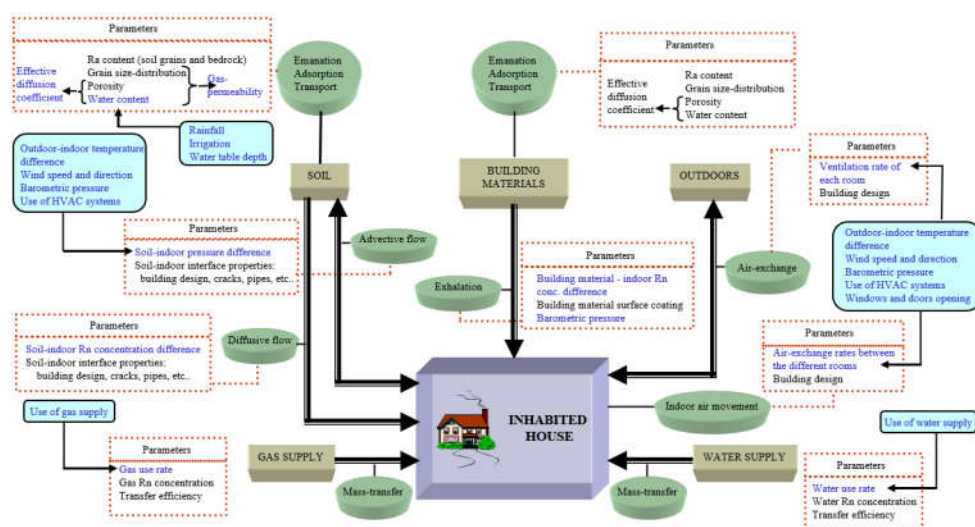 Parameters
Ra content (soil grains and bedrock)
Grain size-distribution
Porosity
Water content
Effective
diffusion
coefficient
Gas-
permeability
Rainfall
Irrigation
Water table depth
Emanation
Adsorption
Transport
Emanation
Adsorption
Transport
Parameters
Ra content
Grain size-distribution
Porosity
Water content
Effective diffusion
coefficient
Outdoor-indoor temperature
difference
Wind speed and direction
Barometric pressure
Use of HVAC systems
SOIL
BUILDING
MATERIALS
OUTDOORS
Parameters
Ventilation rate of
each room
Building design
Parameters
Soil-indoor pressure difference
Soil-indoor interface properties:
building design, cracks, pipes, etc..
Advective flow
Exhalation
Parameters
Building material - indoor Rn
conc. difference
Building material surface coating
Barometric pressure
Air-exchange
Outdoor-indoor temperature
difference
Wind speed and direction
Barometric pressure
Use of HVAC systems
Windows and doors opening
Parameters
Soil-indoor Rn concentration difference
Soil-indoor interface properties:
building design, cracks, pipes, etc..
Diffusive flow
Parameters
Air-exchange rates between
the different rooms
Building design
INHABITED
HOUSE
Indoor air movement
Use of gas supply
Use of water supply
Parameters
Gas use rate
Gas Rn concentration
Transfer efficiency
GAS SUPPLY
Mass-transfer
WATER SUPPLY
Mass-transfer
Parameters
Water use rate
Water Rn concentration
Transfer efficiency